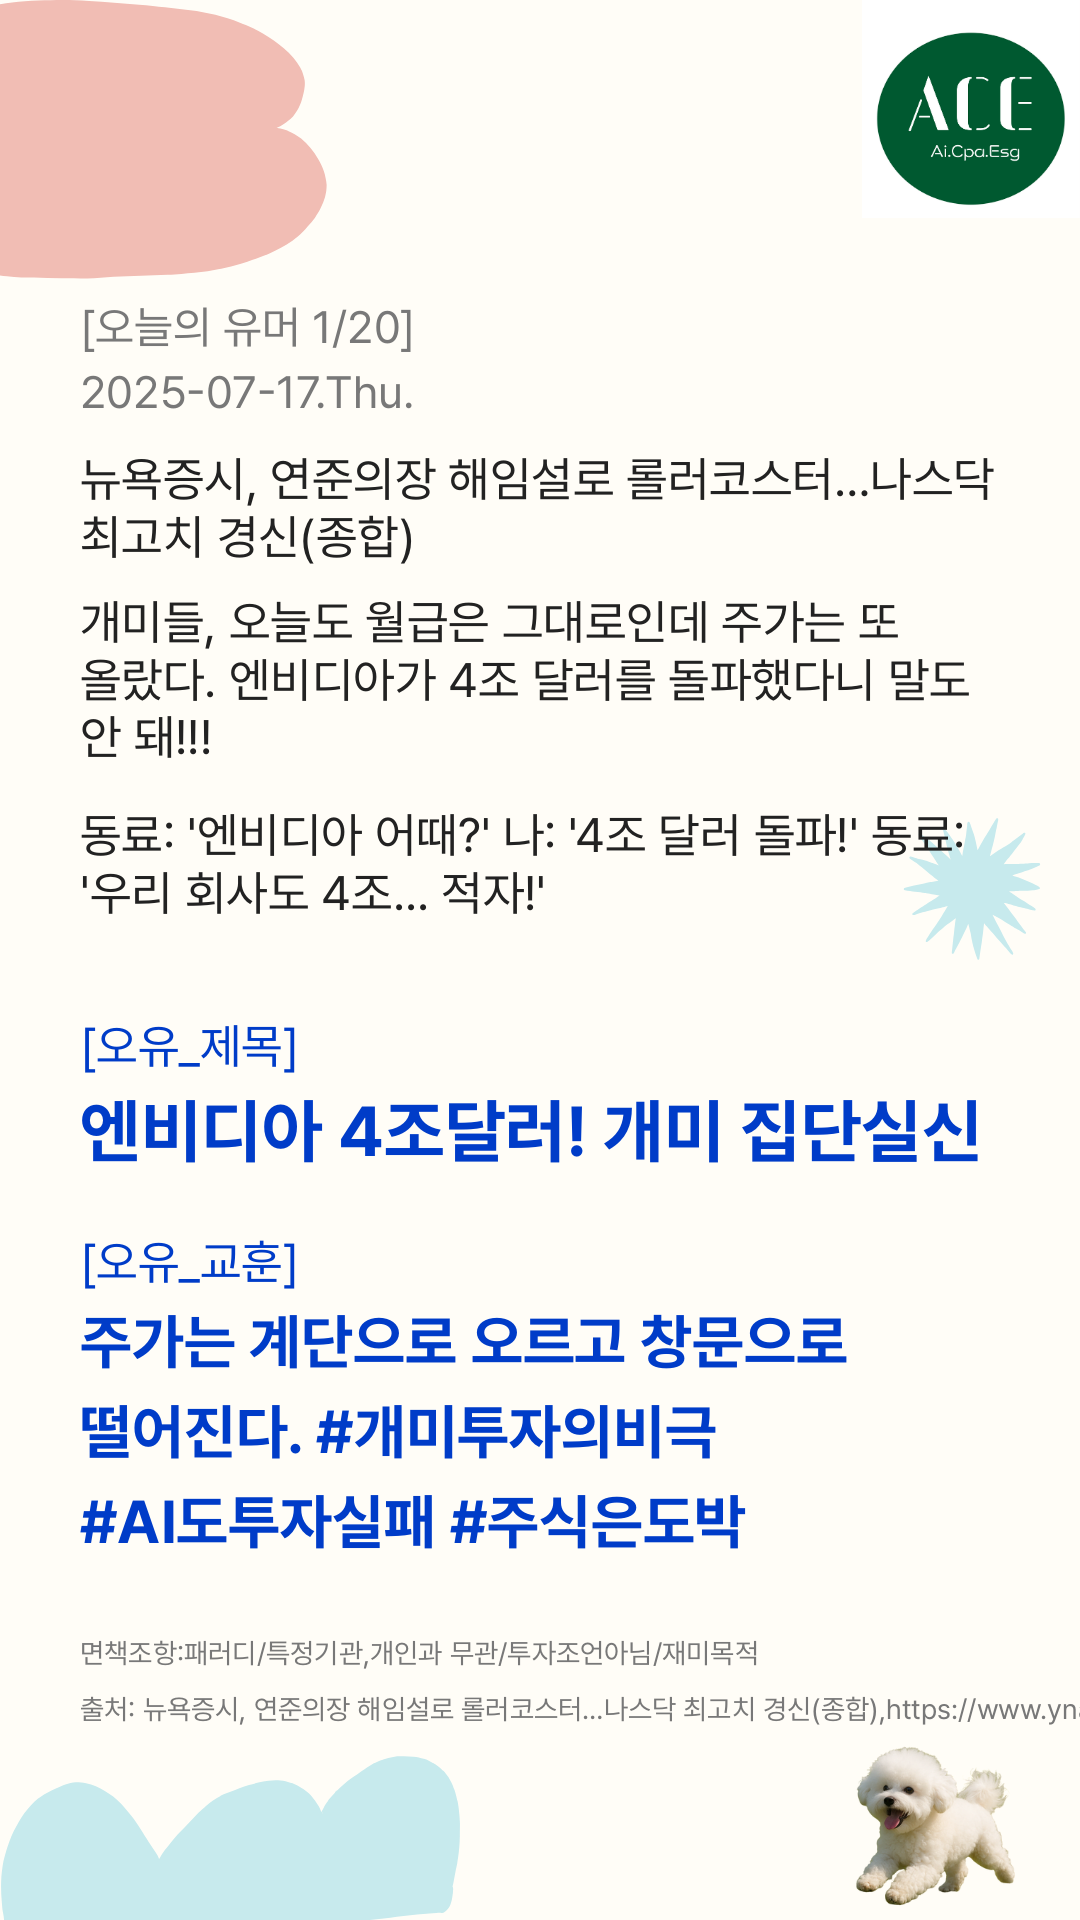 ACE
Ai.Cpa.Esg
[오늘의 유머 1/20]
2025-07-17.Thu.
뉴욕증시, 연준의장 해임설로 롤러코스터…나스닥
최고치 경신(종합)
개미들, 오늘도 월급은 그대로인데 주가는 또
올랐다. 엔비디아가 4조 달러를 돌파했다니 말도
안 돼!!!
동료: '엔비디아 어때?' 나: '4조 달러 돌파!' 동료:
'우리 회사도 4조... 적자!'
[오유_제목]
엔비디아 4조달러! 개미 집단실신
[오유_교훈]
주가는 계단으로 오르고 창문으로
떨어진다. #개미투자의비극
#AI도투자실패 #주식은도박
면책조항:패러디/특정기관,개인과 무관/투자조언아님/재미목적
출처: 뉴욕증시, 연준의장 해임설로 롤러코스터…나스닥 최고치 경신(종합),https://www.yn